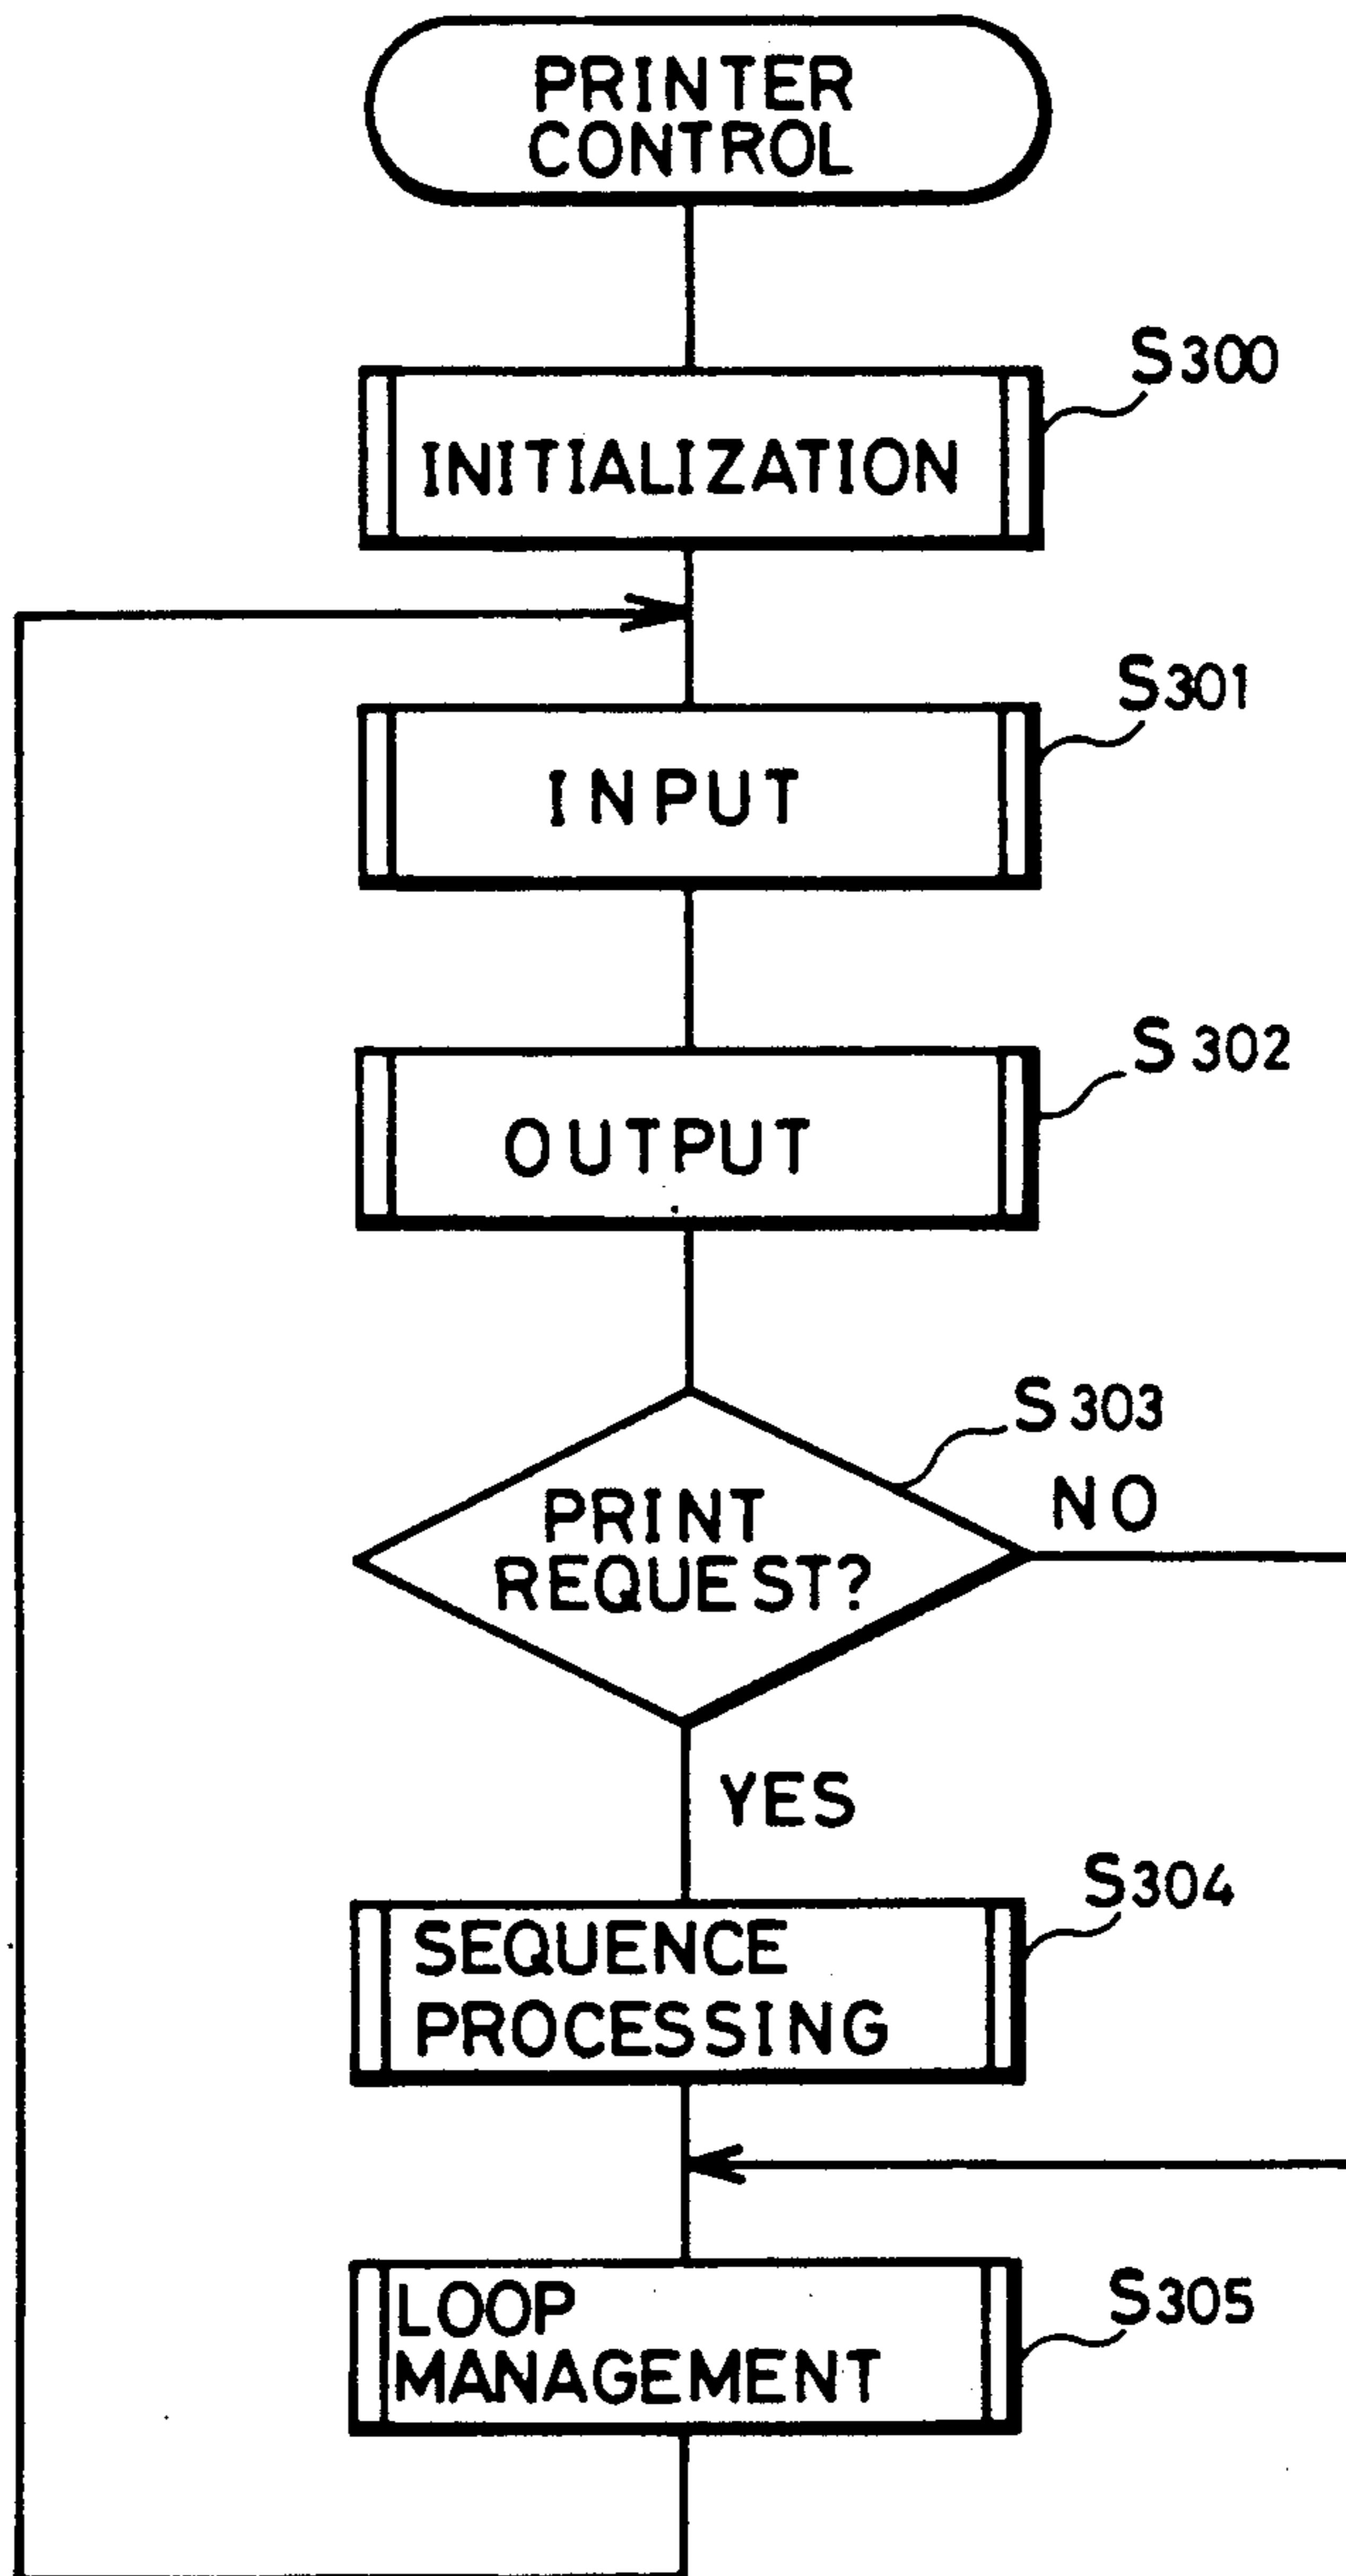 PRINTER
CONTROL
S300
INITIALIZATION
S301
INPUT
S302
OUTPUT
S303
PRINT
REQUEST?
NO
YES
S304
SEQUENCE
PROCESSING
S305
LOOP
MANAGEMENT